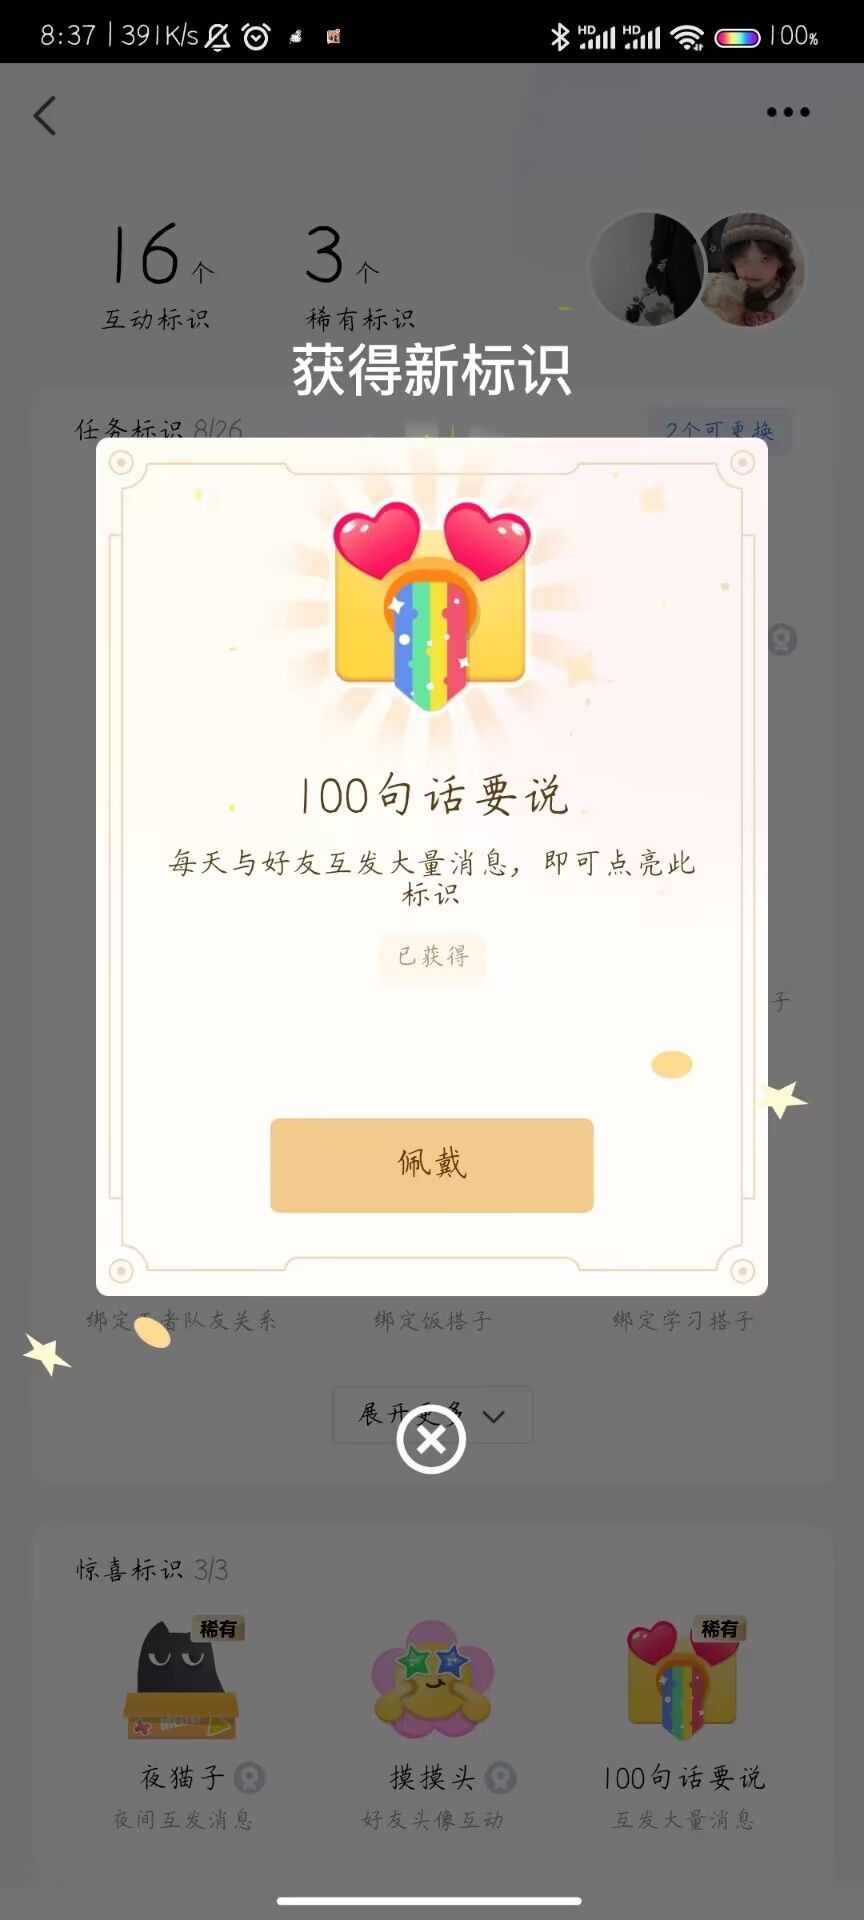 8:37 | 391K/s
HD HD 100%
16个 3个
互动标识 稀有标识
获得新标识
任务标识 8/26 2个可更换
100句话要说
每天与好友互发大量消息，即可点亮此
标识
已获得
子
佩戴
绑定王者队友关系 绑定饭搭子 绑定学习搭子
展开更多
惊喜标识 3/3
稀有 稀有
夜猫子 摸摸头 100句话要说
夜间互发消息 好友头像互动 互发大量消息